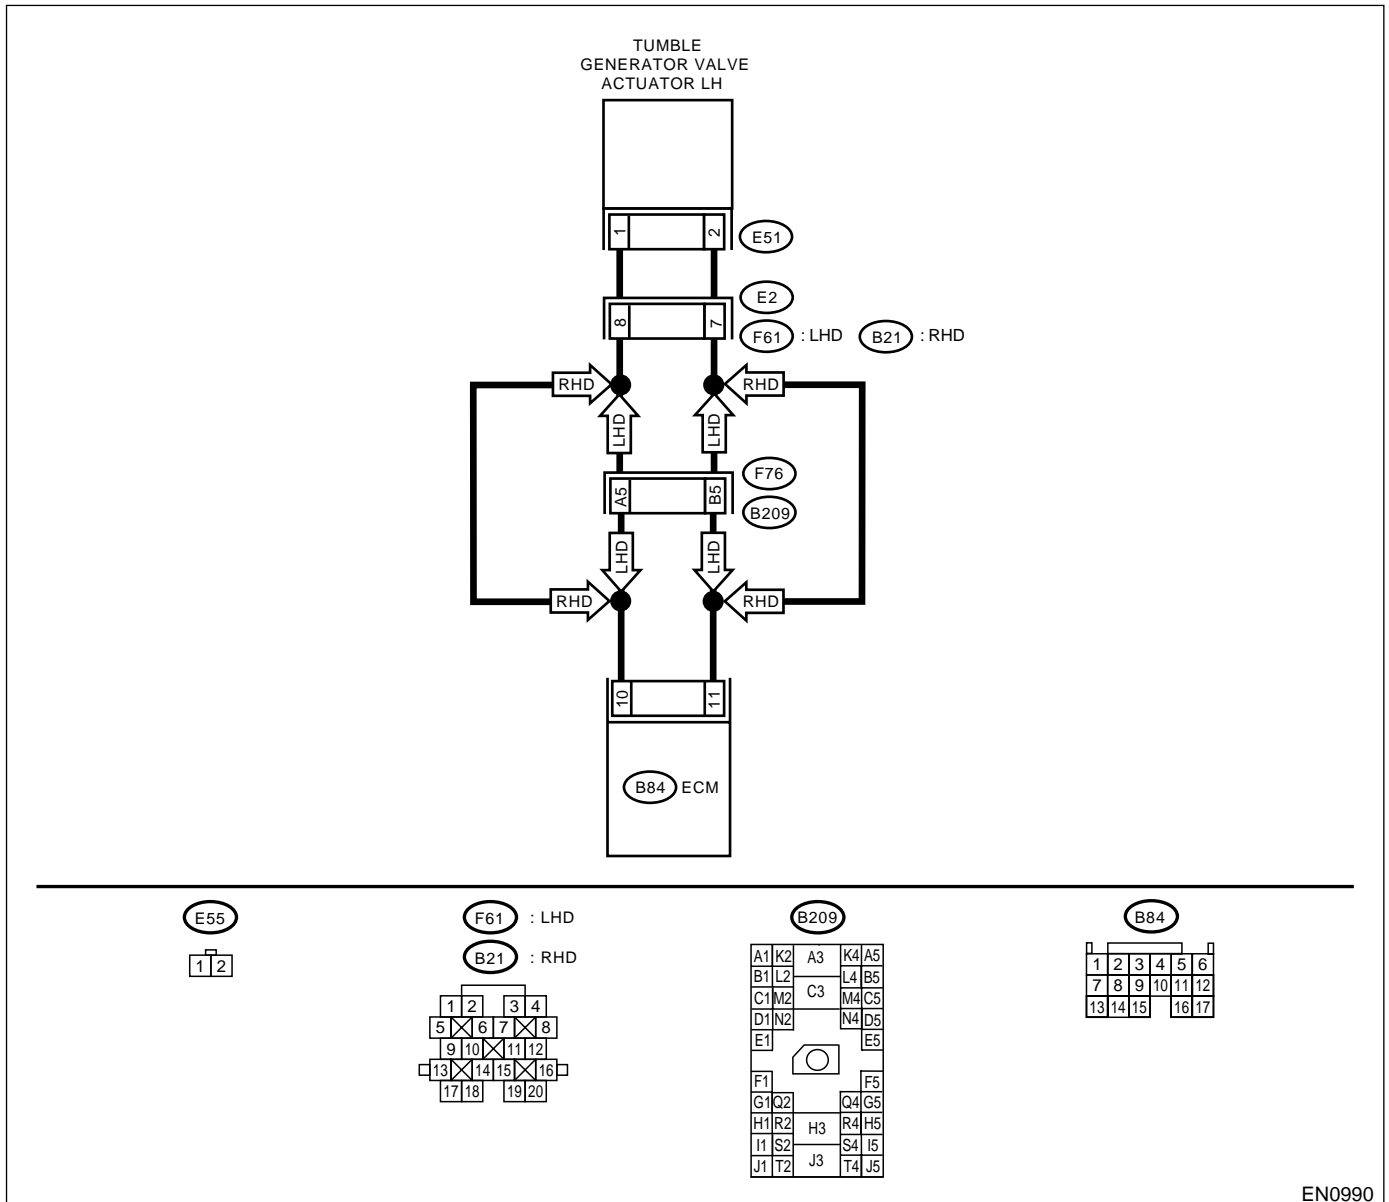 TUMBLE
GENERATOR VALVE
ACTUATOR LH
1 2 E51
E2
8 7 F61 : LHD B21 : RHD
RHD RHD
LHD LHD
F76
A5 B5
B209
LHD LHD
RHD RHD
10 11
B84 ECM
E55
1 2
F61 : LHD
B21 : RHD
1 2 3 4
5 6 7 8
9 10 11 12
13 14 15 16
17 18 19 20
B209
A1 K2 A3 K4 A5
B1 L2 L4 B5
C1 M2 C3 M4 C5
D1 N2 N4 D5
E1 E5
F1 F5
G1 Q2 Q4 G5
H1 R2 H3 R4 H5
I1 S2 S4 I5
J1 T2 J3 T4 J5
B84
1 2 3 4 5 6
7 8 9 10 11 12
13 14 15 16 17
EN0990